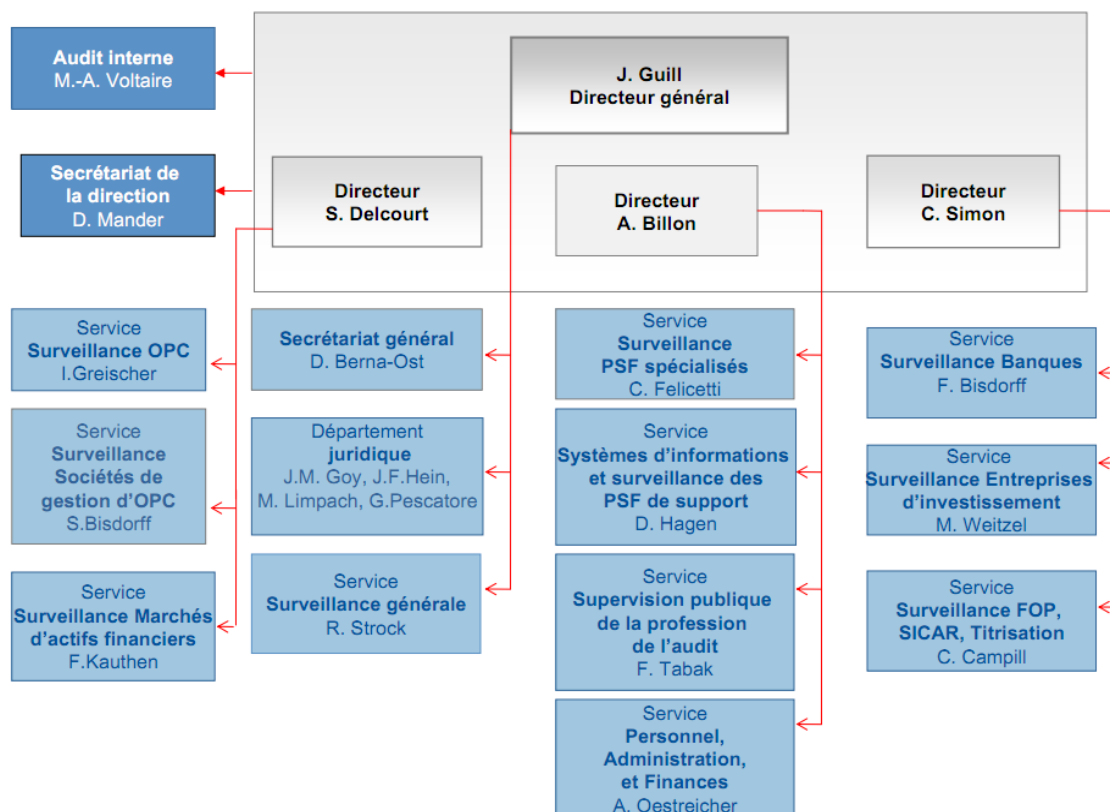 Audit interne
M.-A. Voltaire
J. Guill
Directeur général
Secrétariat de
la direction
D. Mander
Directeur
S. Delcourt
Directeur
A. Billon
Directeur
C. Simon
Service
Surveillance OPC
I.Greischer
Service
Surveillance
Sociétés de
gestion d'OPC
S.Bisdorff
Service
Surveillance Marchés
d'actifs financiers
F.Kauthen
Secrétariat général
D. Berna-Ost
Département
juridique
J.M. Goy, J.F.Hein,
M. Limpach, G.Pescatore
Service
Surveillance générale
R. Strock
Service
Surveillance
PSF spécialisés
C. Felicetti
Service
Systèmes d'informations
et surveillance des
PSF de support
D. Hagen
Service
Supervision publique
de la profession
de l'audit
F. Tabak
Service
Personnel,
Administration,
et Finances
A. Oestreicher
Service
Surveillance Banques
F. Bisdorff
Service
Surveillance Entreprises
d'investissement
M. Weitzel
Service
Surveillance FOP,
SICAR, Titrisation
C. Campill